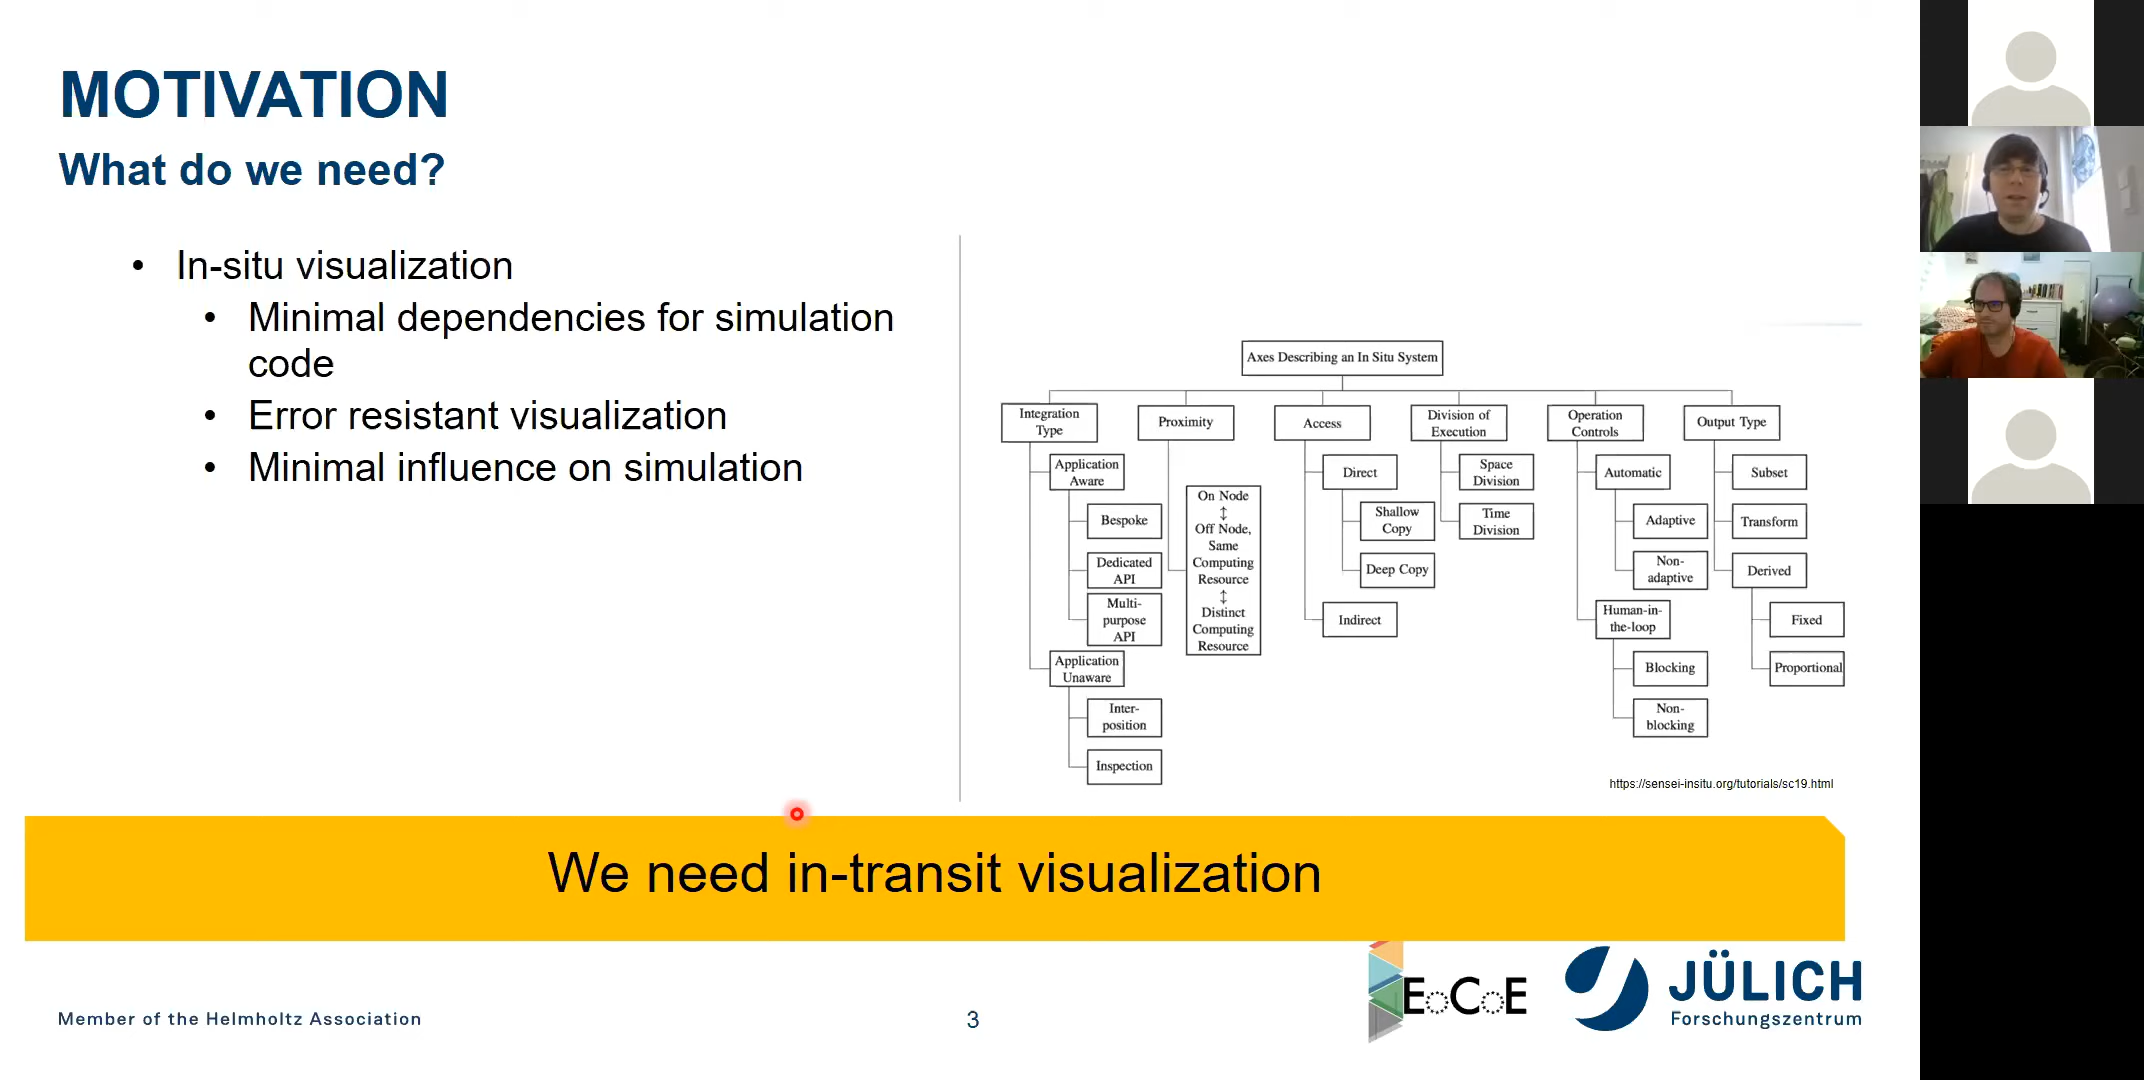 MOTIVATION
What do we need?
• In-situ visualization
• Minimal dependencies for simulation
code
• Error resistant visualization
• Minimal influence on simulation
Axes Describing an In Situ System
Integration
Type
Application
Aware
Bespoke
Dedicated
API
Multi-
purpose
API
Application
Unaware
Inter-
position
Inspection
Proximity
On Node
↕
Off Node,
Same
Computing
Resource
↕
Distinct
Computing
Resource
Access
Direct
Shallow
Copy
Deep Copy
Indirect
Division of
Execution
Space
Division
Time
Division
Operation
Controls
Automatic
Adaptive
Non-
adaptive
Human-in-
the-loop
Blocking
Non-
blocking
Output Type
Subset
Transform
Derived
Fixed
Proportional
https://sensei-insitu.org/tutorials/sc19.html
We need in-transit visualization
Member of the Helmholtz Association
3
EoCoE
JÜLICH
Forschungszentrum